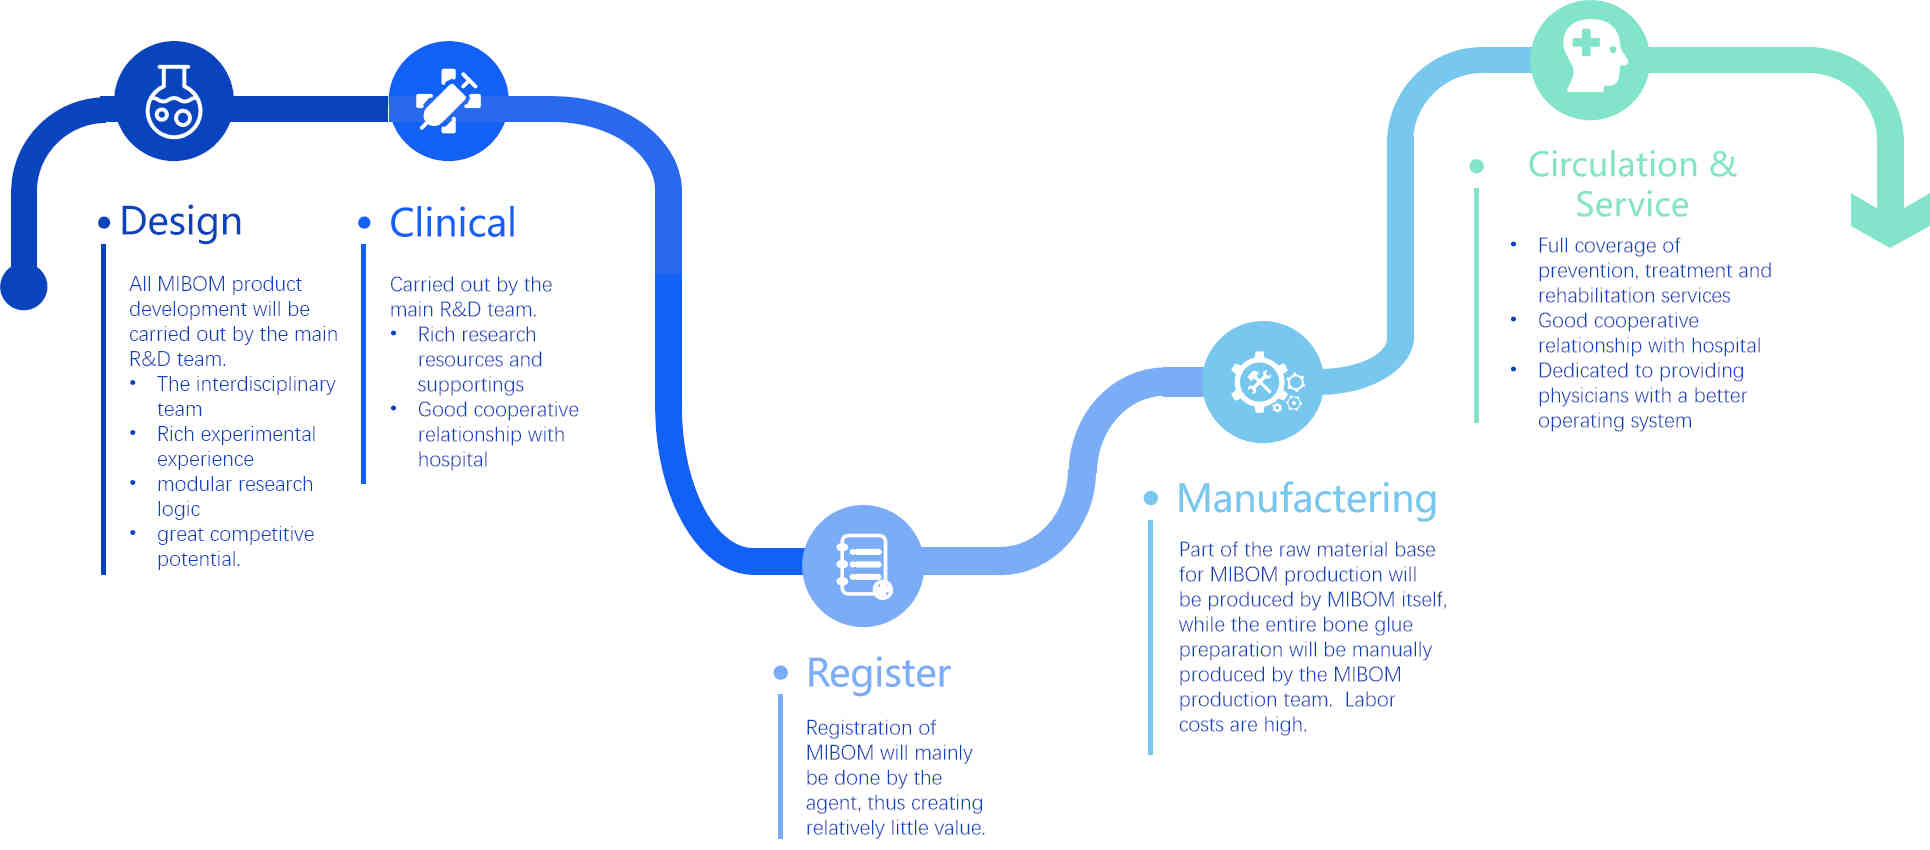 • Design
All MIBOM product
development will be
carried out by the main
R&D team.
• The interdisciplinary
team
• Rich experimental
experience
• modular research
logic
• great competitive
potential.
• Clinical
Carried out by the
main R&D team.
• Rich research
resources and
supportings
• Good cooperative
relationship with
hospital
• Register
Registration of
MIBOM will mainly
be done by the
agent, thus creating
relatively little value.
• Manufactering
Part of the raw material base
for MIBOM production will
be produced by MIBOM itself,
while the entire bone glue
preparation will be manually
produced by the MIBOM
production team. Labor
costs are high.
• Circulation &
Service
• Full coverage of
prevention, treatment and
rehabilitation services
• Good cooperative
relationship with hospital
• Dedicated to providing
physicians with a better
operating system